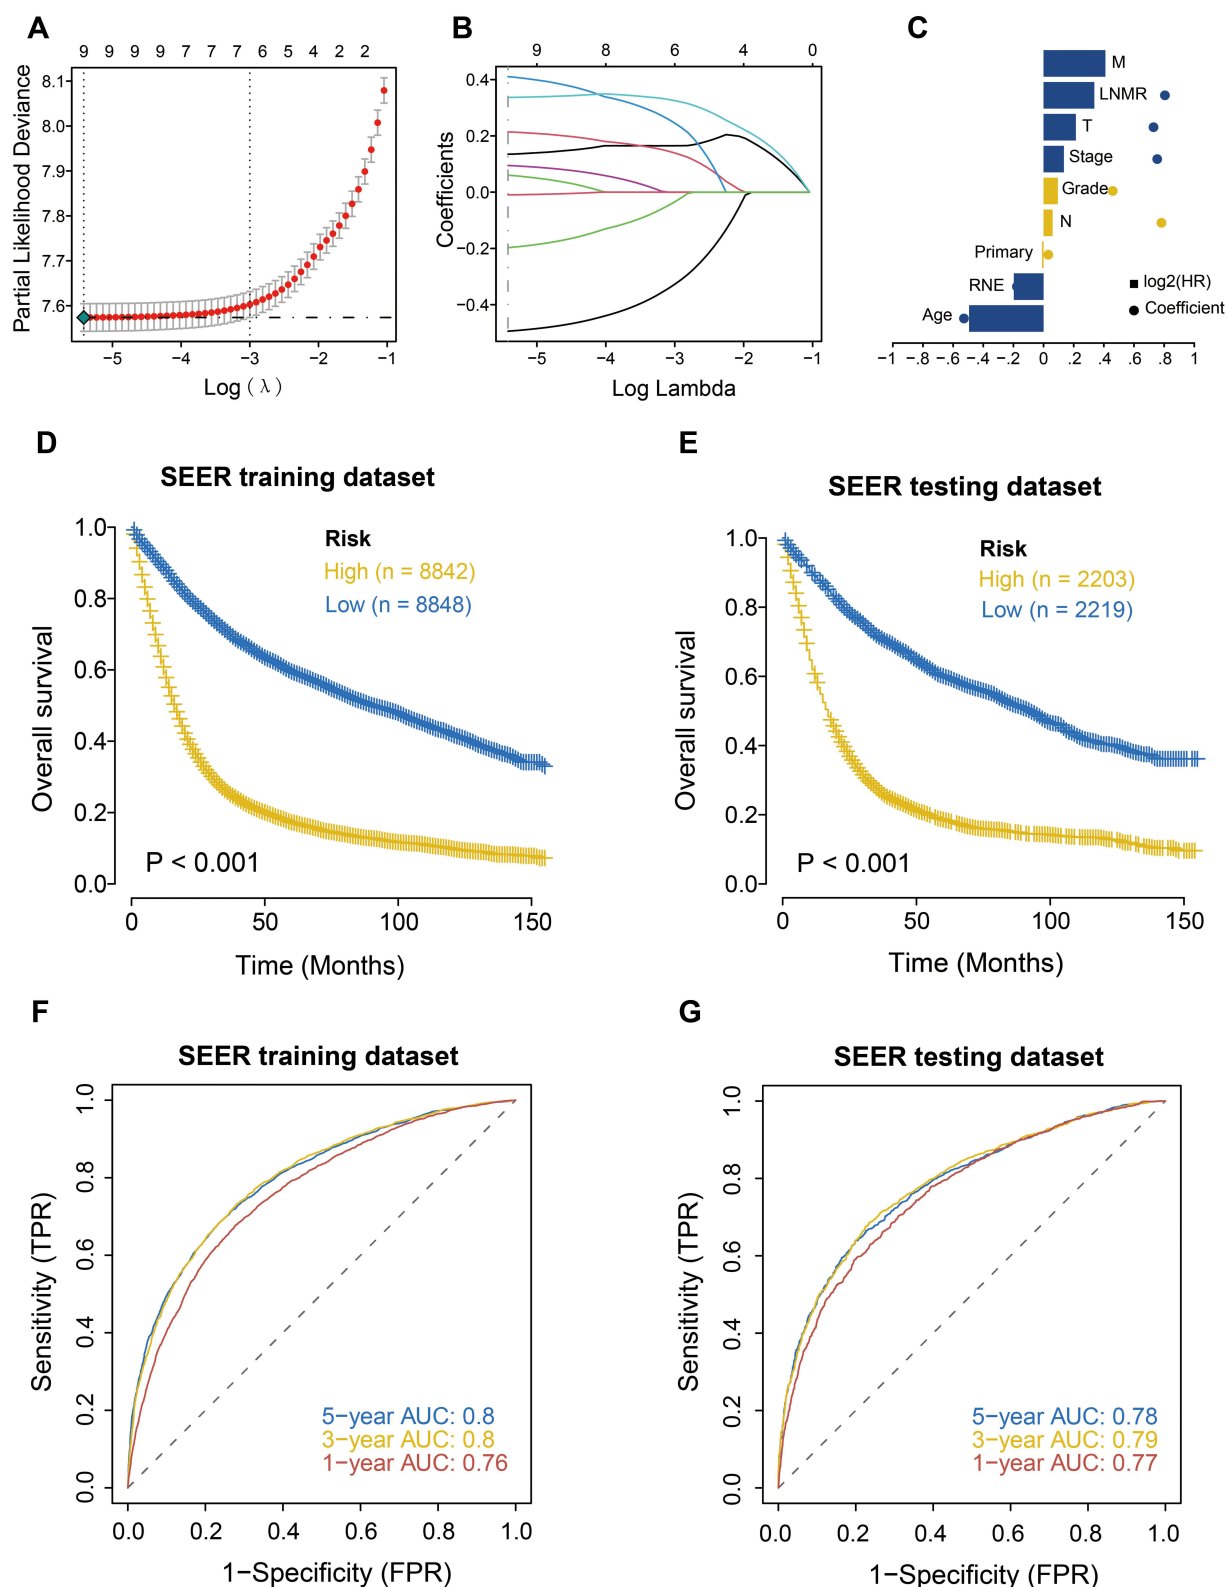 A
9 9 9 9 7 7 7 6 5 4 2 2
Partial Likelihood Deviance
8.1
8.0
7.9
7.8
7.7
7.6
−5 −4 −3 −2 −1
Log (λ)
B
9 8 6 4 0
Coefficients
0.4
0.2
0.0
−0.2
−0.4
−5 −4 −3 −2 −1
Log Lambda
C
M
LNMR
T
Stage
Grade
N
Primary
RNE
Age
log2(HR)
Coefficient
−1 −.8 −.6 −.4 −.2 0 .2 .4 .6 .8 1
D
SEER training dataset
Overall survival
1.0
0.8
0.6
0.4
0.2
0.0
Risk
High (n = 8842)
Low (n = 8848)
P < 0.001
0 50 100 150
Time (Months)
E
SEER testing dataset
Overall survival
1.0
0.8
0.6
0.4
0.2
0.0
Risk
High (n = 2203)
Low (n = 2219)
P < 0.001
0 50 100 150
Time (Months)
F
SEER training dataset
Sensitivity (TPR)
1.0
0.8
0.6
0.4
0.2
0.0
5−year AUC: 0.8
3−year AUC: 0.8
1−year AUC: 0.76
0.0 0.2 0.4 0.6 0.8 1.0
1−Specificity (FPR)
G
SEER testing dataset
Sensitivity (TPR)
1.0
0.8
0.6
0.4
0.2
0.0
5−year AUC: 0.78
3−year AUC: 0.79
1−year AUC: 0.77
0.0 0.2 0.4 0.6 0.8 1.0
1−Specificity (FPR)